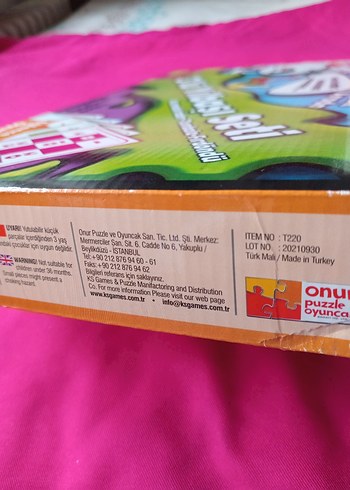 Seti
UYARI! Yutulabilir küçük
parçalar içerdiğinden 3 yaş
çocuklar için uygun değildir.
WARNING! Not suitable for
children under 36 months.
Small pieces might present a
choking hazard.
Onur Puzzle ve Oyuncak San. Tic. Ltd. Şti. Merkez:
Mermerciler San. Sit. 6. Cadde No 6 , Yakuplu /
Beylikdüzü - İSTANBUL
Tel:+90 212 876 94 60 - 61
Faks:+90 212 876 94 62
Bilgileri referans için saklayınız.
KS Games & Puzzle Manifactoring and Distribution
Co. For more information Please visit our web page
www.ksgames.com.tr • info@ksgames.com.tr
ITEM NO : T220
LOT NO. : 20210930
Türk Malı / Made in Turkey
onur
puzzle
oyuncak